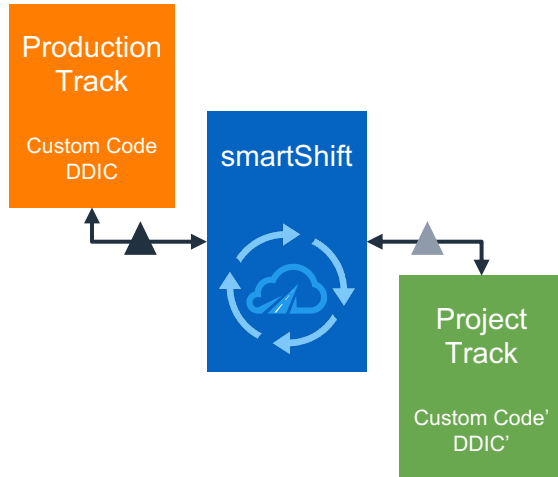 Production
Track
Custom Code
DDIC
smartShift
Project
Track
Custom Code’
DDIC’